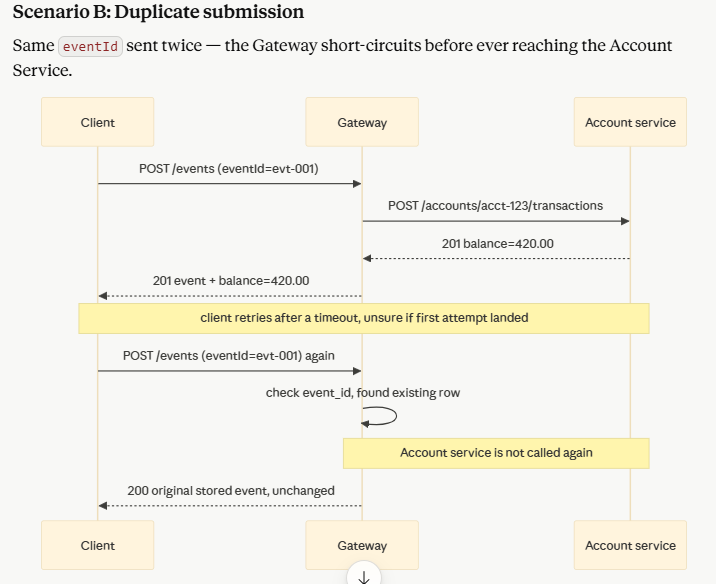 Scenario B: Duplicate submission
Same eventId sent twice — the Gateway short-circuits before ever reaching the Account
Service.
Client
Gateway
Account service
POST /events (eventId=evt-001)
POST /accounts/acct-123/transactions
201 balance=420.00
201 event + balance=420.00
client retries after a timeout, unsure if first attempt landed
POST /events (eventId=evt-001) again
check event_id, found existing row
Account service is not called again
200 original stored event, unchanged
Client
Gateway
Account service